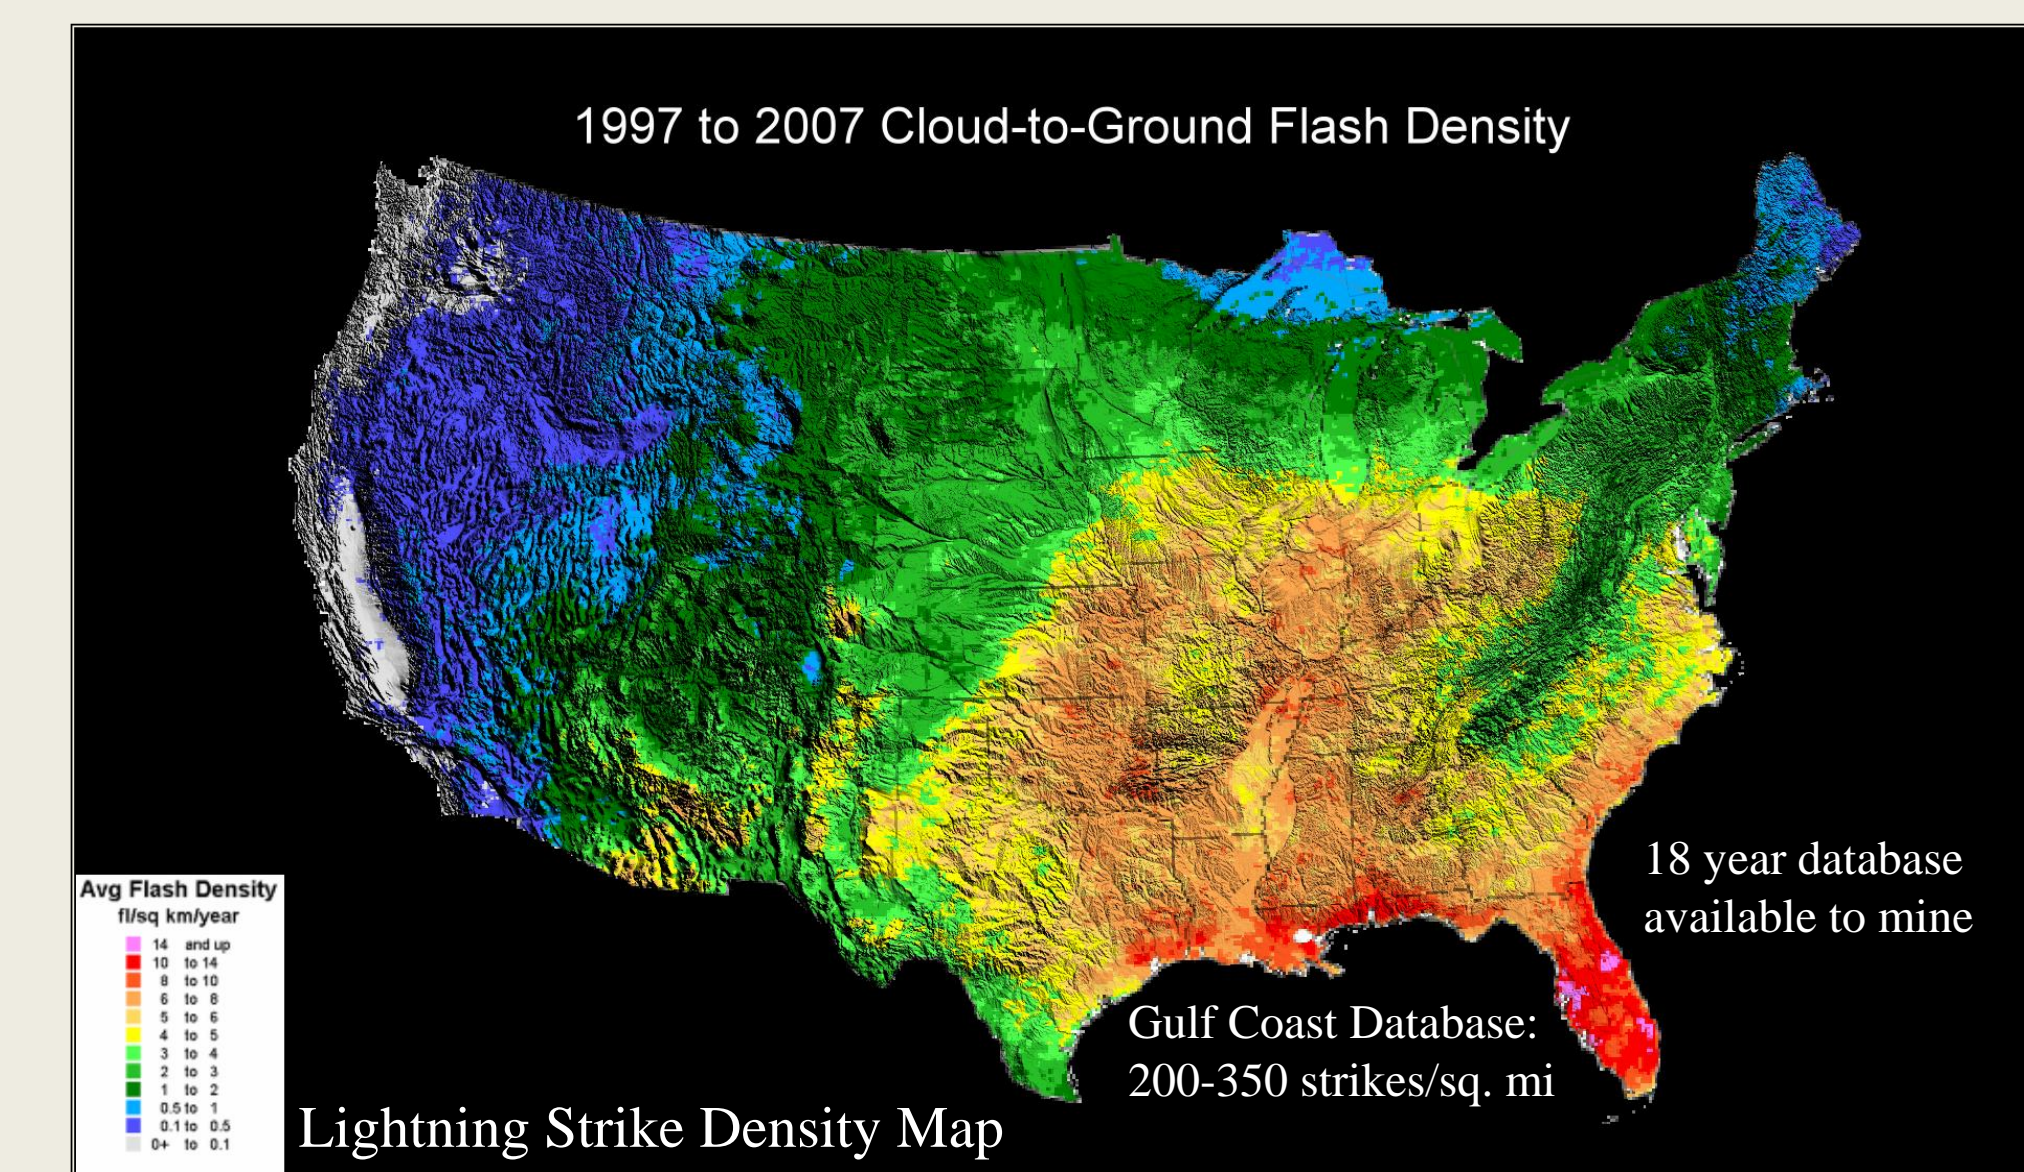 1997 to 2007 Cloud-to-Ground Flash Density
18 year database
available to mine
Avg Flash Density
fl/sq km/year
14 and up
10 to 14
8 to 10
6 to 8
5 to 6
4 to 5
3 to 4
2 to 3
1 to 2
0.5 to 1
0.1 to 0.5
0+ to 0.1
Gulf Coast Database:
200-350 strikes/sq. mi
Lightning Strike Density Map